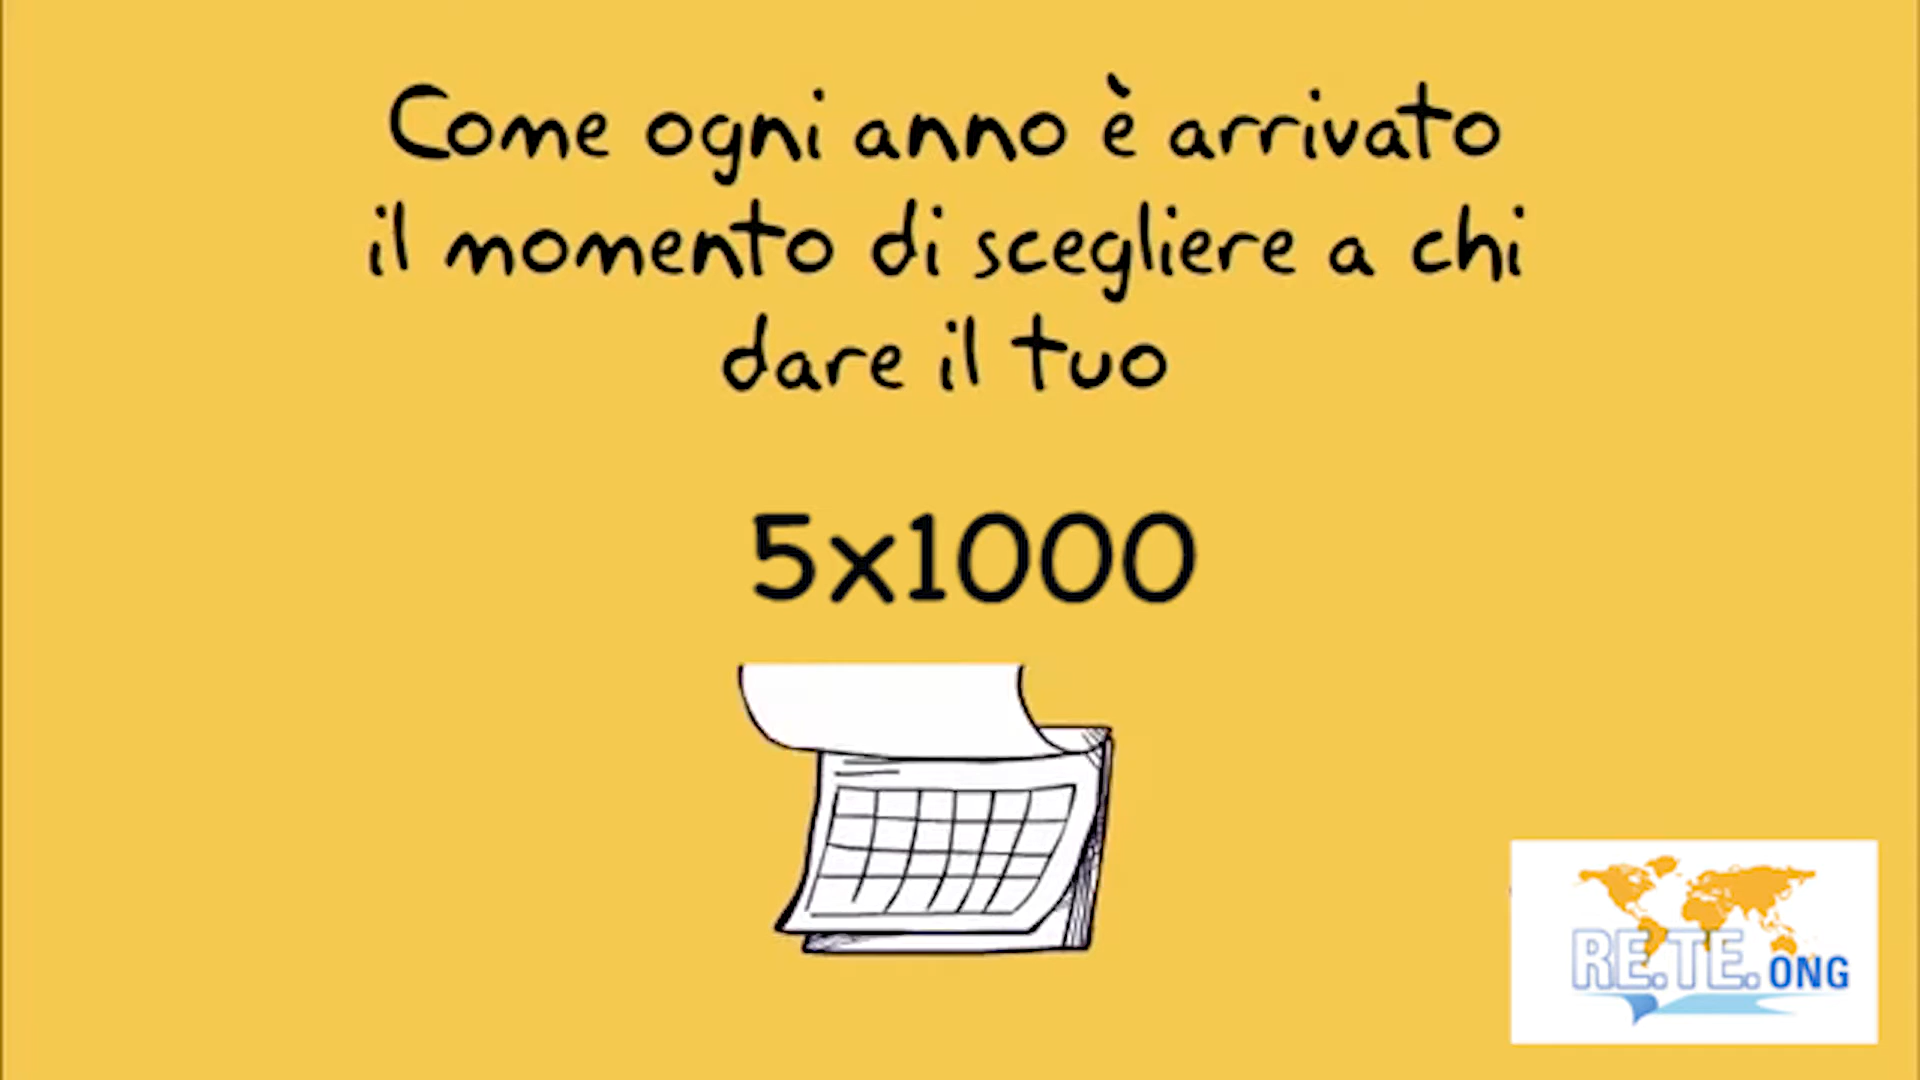 Come ogni anno è arrivato
il momento di scegliere a chi
dare il tuo
5x1000
RE.TE. ONG